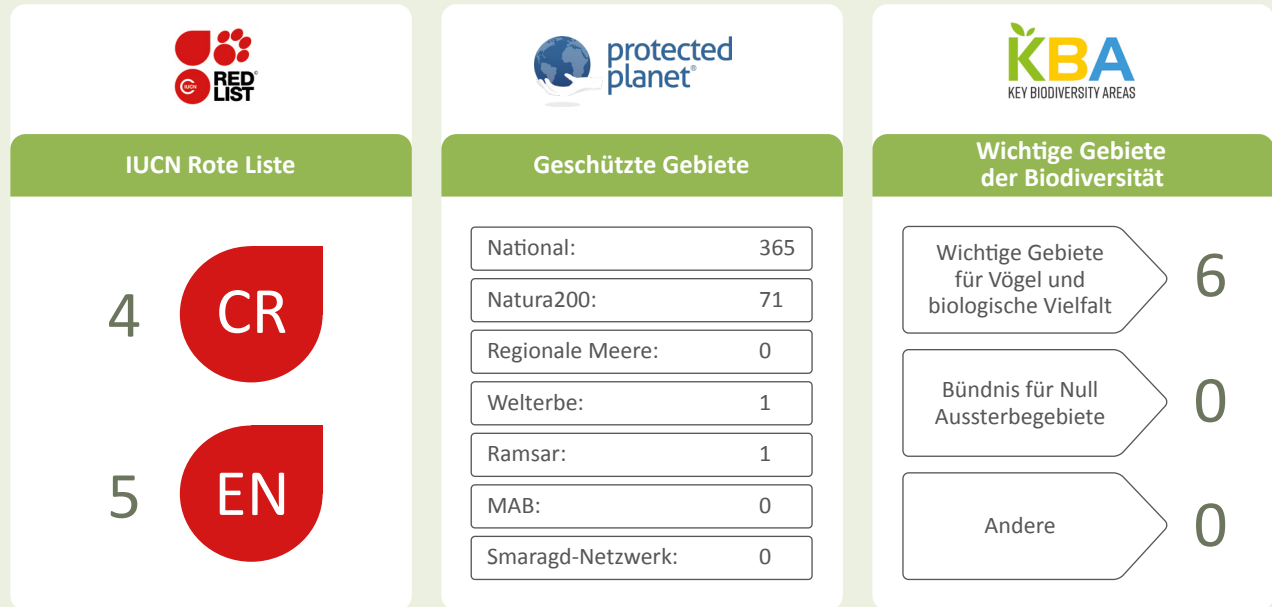 IUCN
RED
LIST
protected
planet®
KBA
KEY BIODIVERSITY AREAS
IUCN Rote Liste
4 CR
5 EN
Geschützte Gebiete
National: 365
Natura200: 71
Regionale Meere: 0
Welterbe: 1
Ramsar: 1
MAB: 0
Smaragd-Netzwerk: 0
Wichtige Gebiete
der Biodiversität
Wichtige Gebiete
für Vögel und
biologische Vielfalt
6
Bündnis für Null
Aussterbegebiete
0
Andere
0